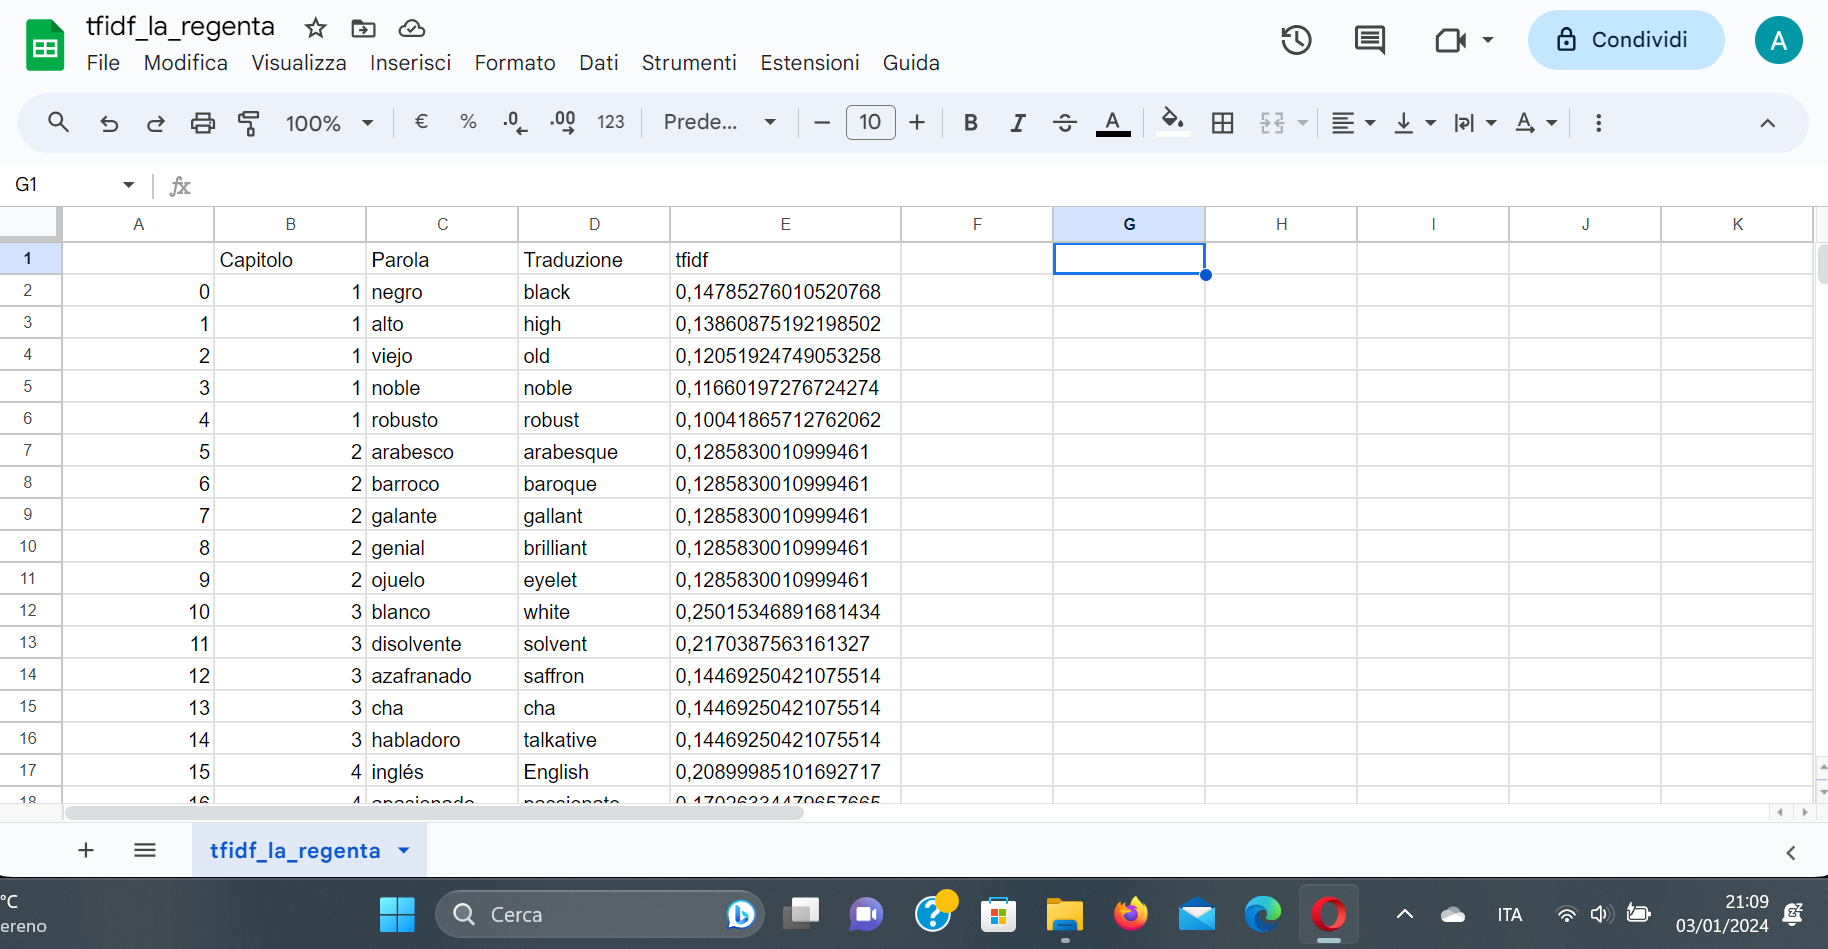 tfidf_la_regenta
File Modifica Visualizza Inserisci Formato Dati Strumenti Estensioni Guida
Condividi
A
100% € % .0 .00 123 Prede... 10 B I A
G1 fx
A B C D E F G H I J K
1 Capitolo Parola Traduzione tfidf
2 0 1 negro black 0,14785276010520768
3 1 1 alto high 0,13860875192198502
4 2 1 viejo old 0,12051924749053258
5 3 1 noble noble 0,11660197276724274
6 4 1 robusto robust 0,10041865712762062
7 5 2 arabesco arabesque 0,1285830010999461
8 6 2 barroco baroque 0,1285830010999461
9 7 2 galante gallant 0,1285830010999461
10 8 2 genial brilliant 0,1285830010999461
11 9 2 ojuelo eyelet 0,1285830010999461
12 10 3 blanco white 0,25015346891681434
13 11 3 disolvente solvent 0,2170387563161327
14 12 3 azafranado saffron 0,14469250421075514
15 13 3 cha cha 0,14469250421075514
16 14 3 habladoro talkative 0,14469250421075514
17 15 4 inglés English 0,20899985101692717
18 16 4 apasionado passionate 0,17026334479657665
tfidf_la_regenta
°C
ereno
Cerca
ITA
21:09
03/01/2024